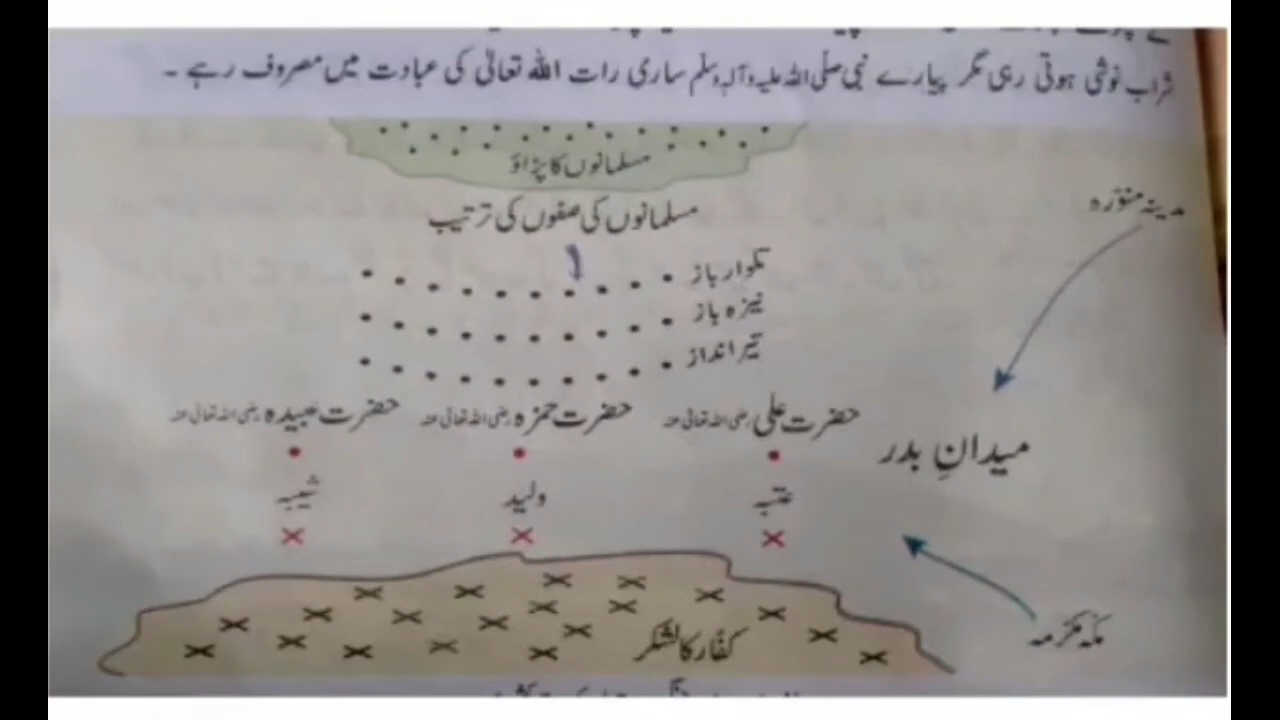 شراب نوشی ہوتی رہی مگر پیارے نبی صلی اللہ علیہ وآلہ وسلم ساری رات اللہ تعالیٰ کی عبادت میں مصروف رہے ۔
مسلمانوں کا پڑاؤ
مسلمانوں کی صفوں کی ترتیب
مدینہ منورہ
تلوار باز
نیزہ باز
تیر انداز
حضرت علی رضی اللہ تعالیٰ عنہ حضرت حمزہ رضی اللہ تعالیٰ عنہ حضرت عبیدہ رضی اللہ تعالیٰ عنہ
میدانِ بدر
عتبہ ولید شیبہ
مکہ مکرمہ
کفار کا لشکر